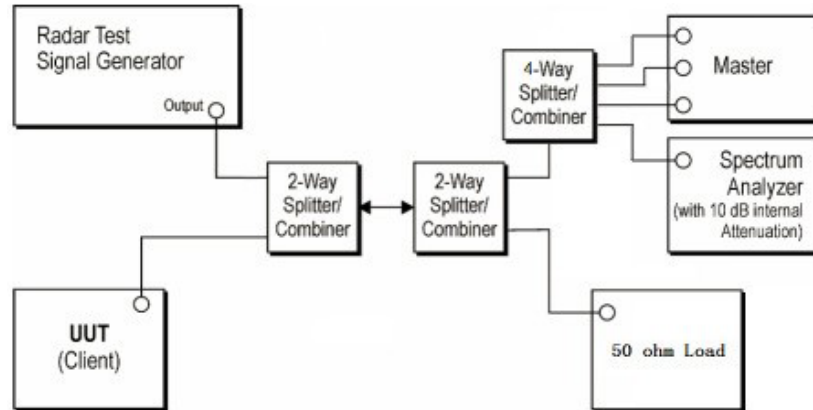 Radar Test
Signal Generator
Output
4-Way
Splitter/
Combiner
Master
2-Way
Splitter/
Combiner
2-Way
Splitter/
Combiner
Spectrum
Analyzer
(with 10 dB internal
Attenuation)
UUT
(Client)
50 ohm Load